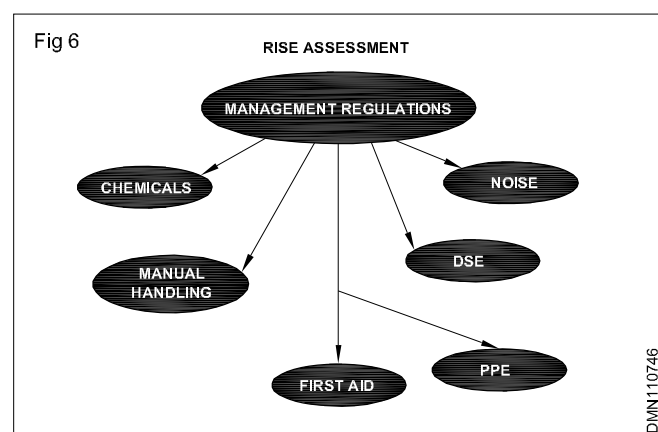 Fig 6
RISE ASSESSMENT
MANAGEMENT REGULATIONS
CHEMICALS
NOISE
MANUAL
HANDLING
DSE
FIRST AID
PPE
DMN110746